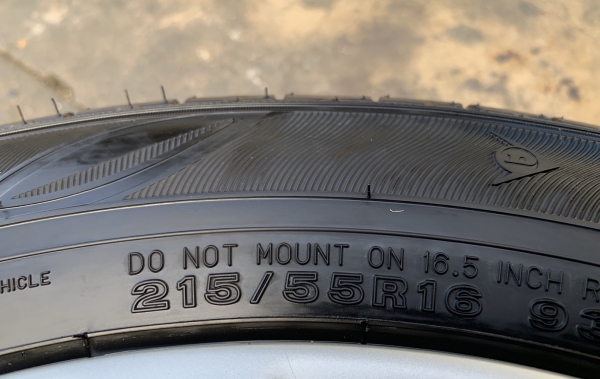 HICLE
DO NOT MOUNT ON 16.5 INCH R
215/55R16 93